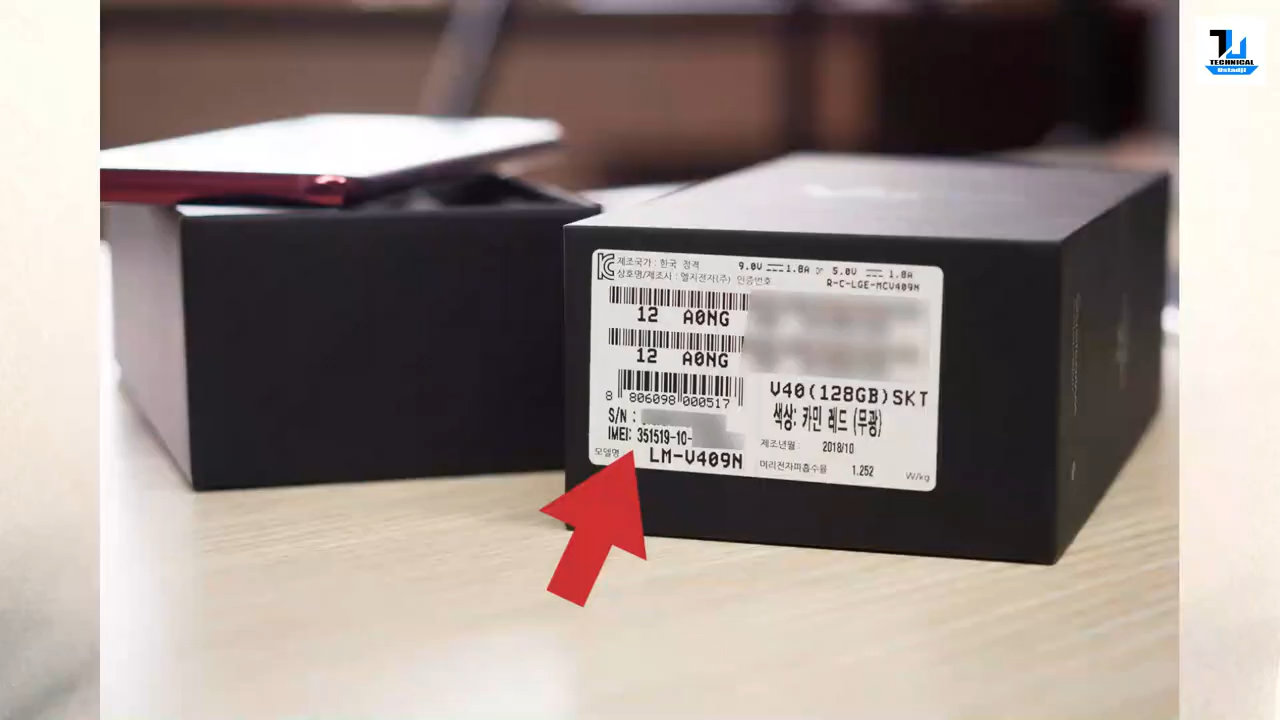 TU
TECHNICAL
Ustadji
제조국가 : 한국 정격 9.0V 1.8A or 5.0V 1.8A
상호명/제조사 : 엘지전자(주) 인증번호 R-C-LGE-MCV409N
12 A0NG
12 A0NG
8 806098 000517
V40(128GB)SKT
색상: 카민 레드 (무광)
S/N :
IMEI: 351519-10-
제조년월 : 2018/10
모델명 LM-V409N
머리전자파흡수율 1.252 W/kg